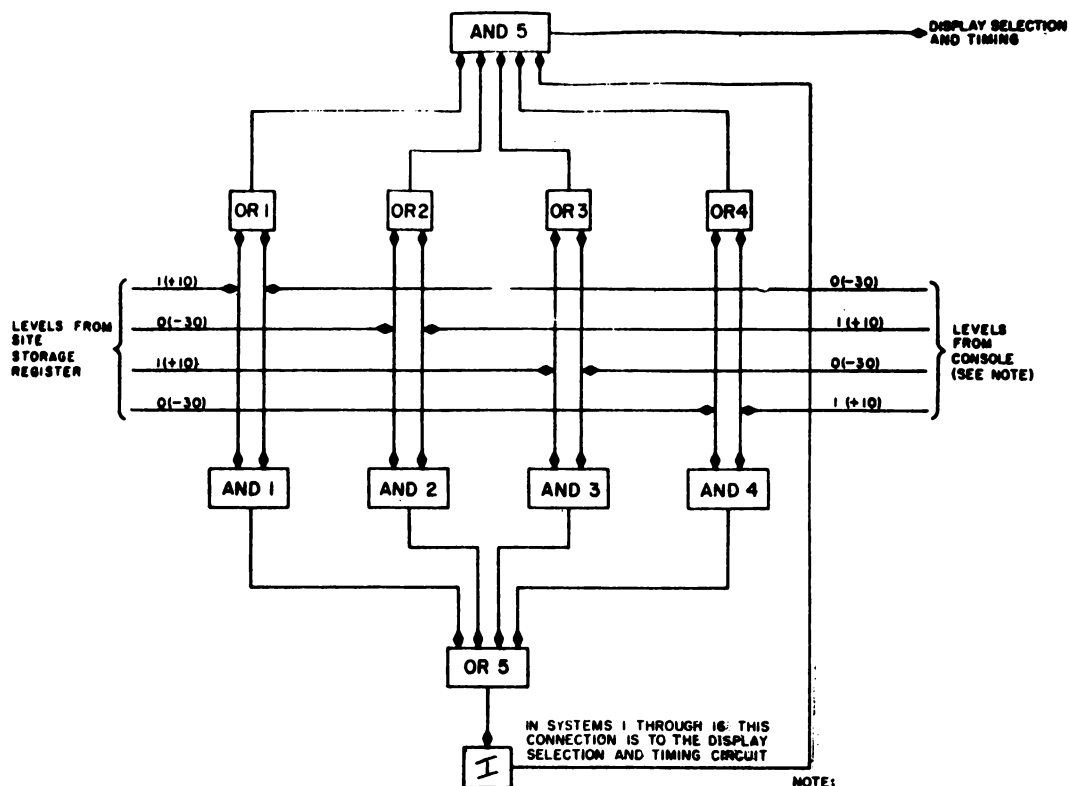 AND 5
DISPLAY SELECTION
AND TIMING
OR 1
OR2
OR3
OR4
1(+10)
0(-30)
0(-30)
1(+10)
LEVELS FROM
SITE
STORAGE
REGISTER
LEVELS
FROM
CONSOLE
(SEE NOTE)
1(+10)
0(-30)
0(-30)
1(+10)
AND 1
AND 2
AND 3
AND 4
OR 5
IN SYSTEMS 1 THROUGH 16 THIS
CONNECTION IS TO THE DISPLAY
SELECTION AND TIMING CIRCUIT
I
NOTE: